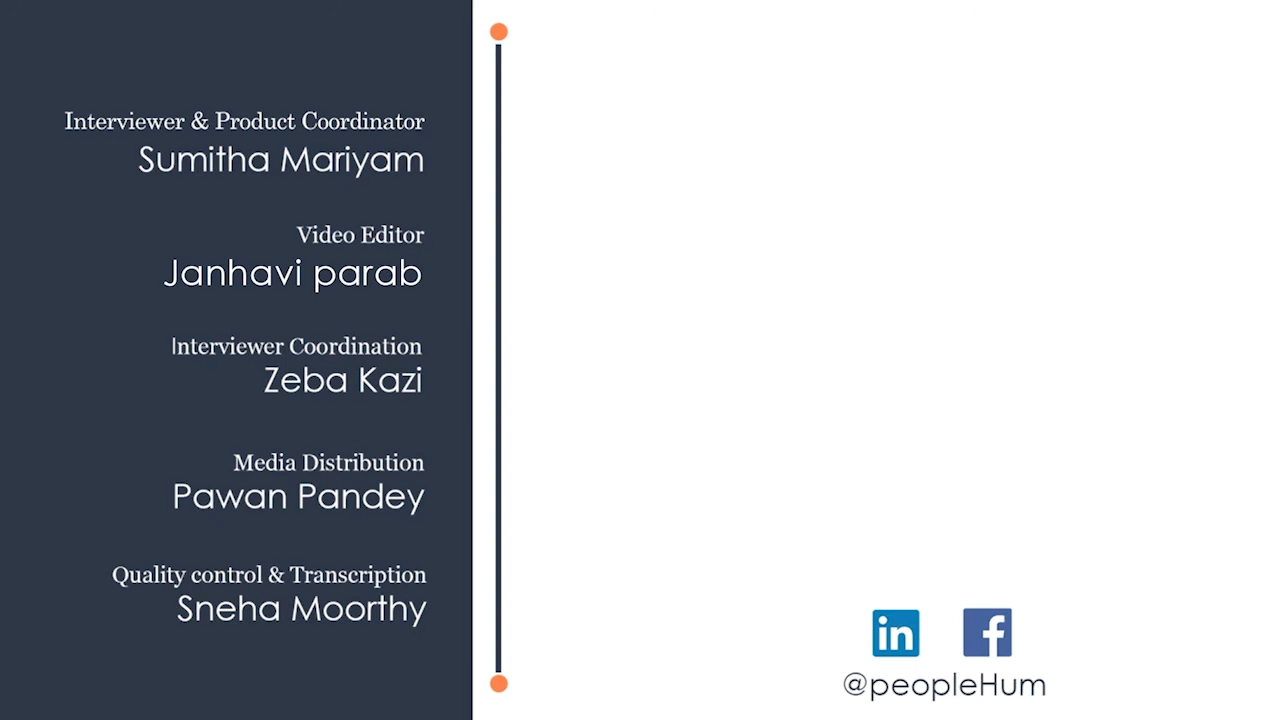 Interviewer & Product Coordinator
Sumitha Mariyam
Video Editor
Janhavi parab
Interviewer Coordination
Zeba Kazi
Media Distribution
Pawan Pandey
Quality control & Transcription
Sneha Moorthy
in f
@peopleHum